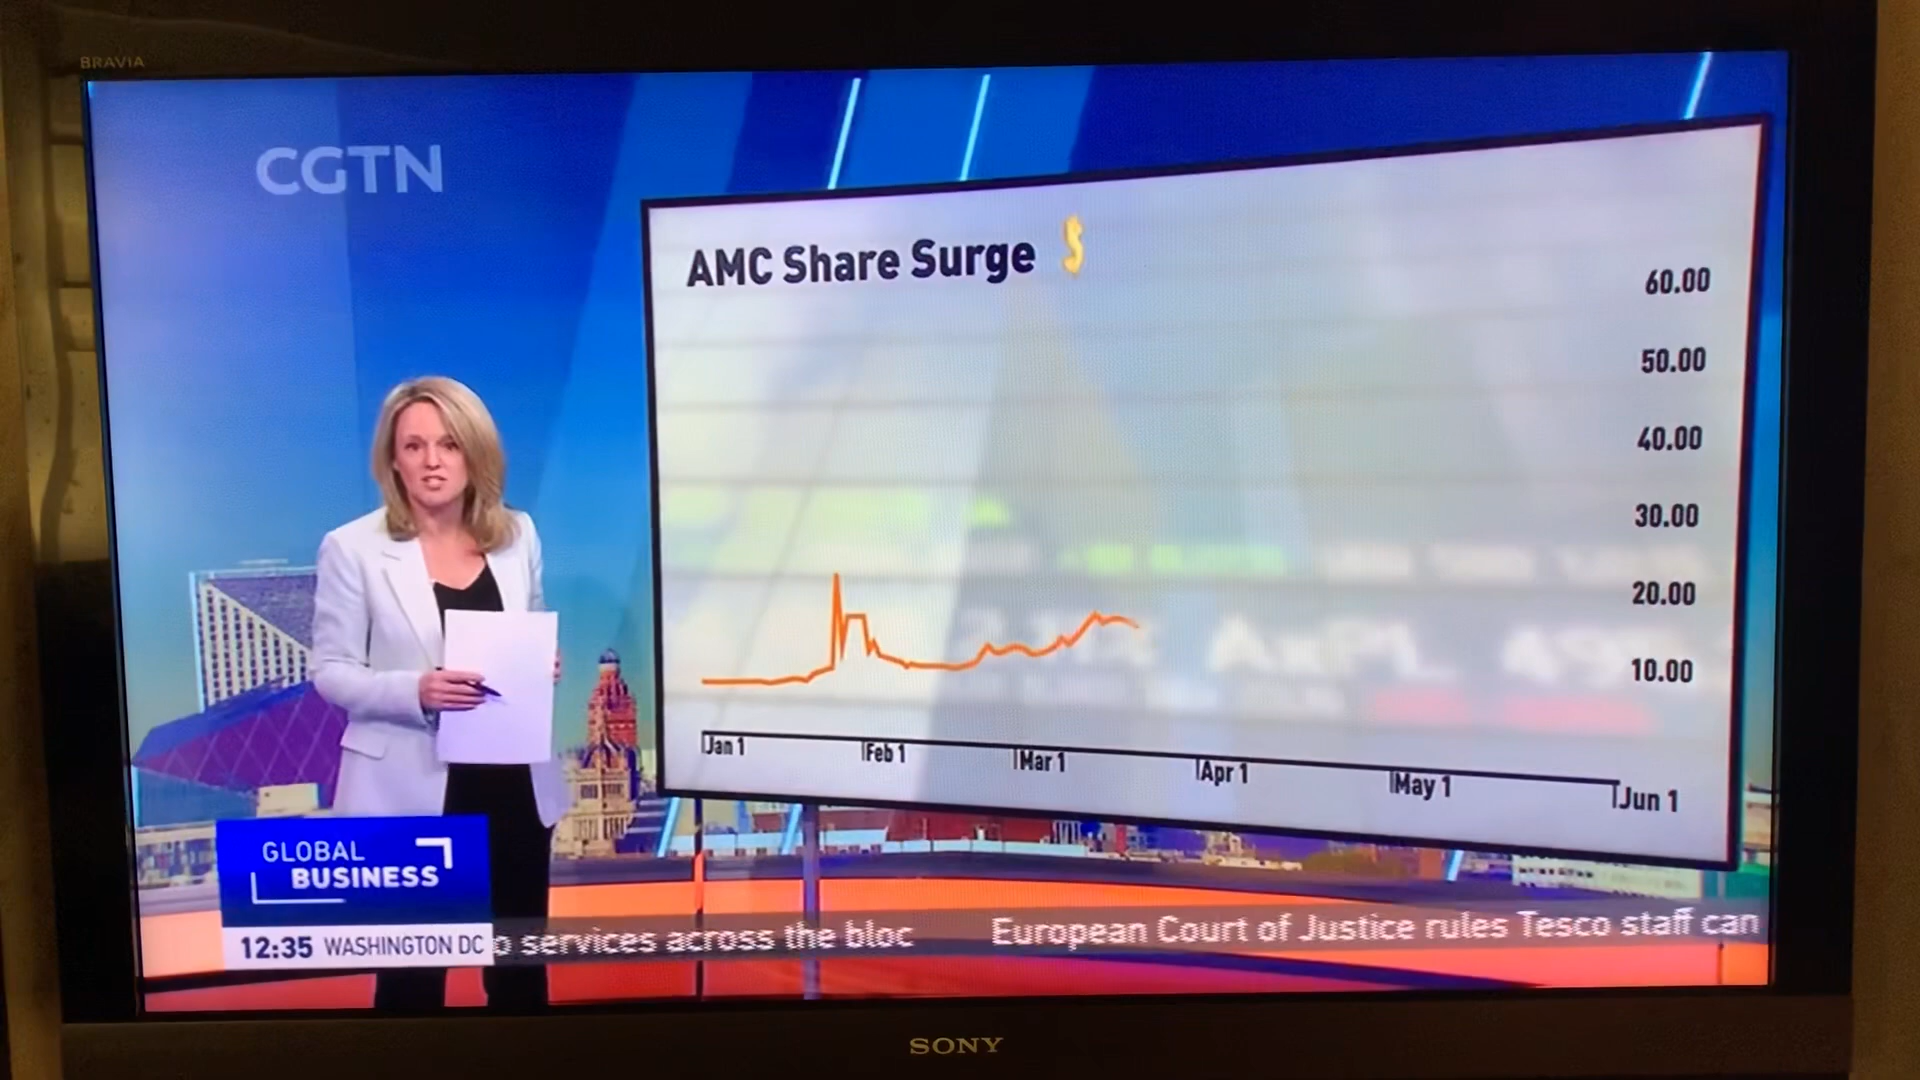 BRAVIA
CGTN
AMC Share Surge $
60.00
50.00
40.00
30.00
20.00
10.00
Jan 1
Feb 1
Mar 1
Apr 1
May 1
Jun 1
GLOBAL
BUSINESS
12:35 WASHINGTON DC
services across the bloc European Court of Justice rules Tesco staff can
SONY